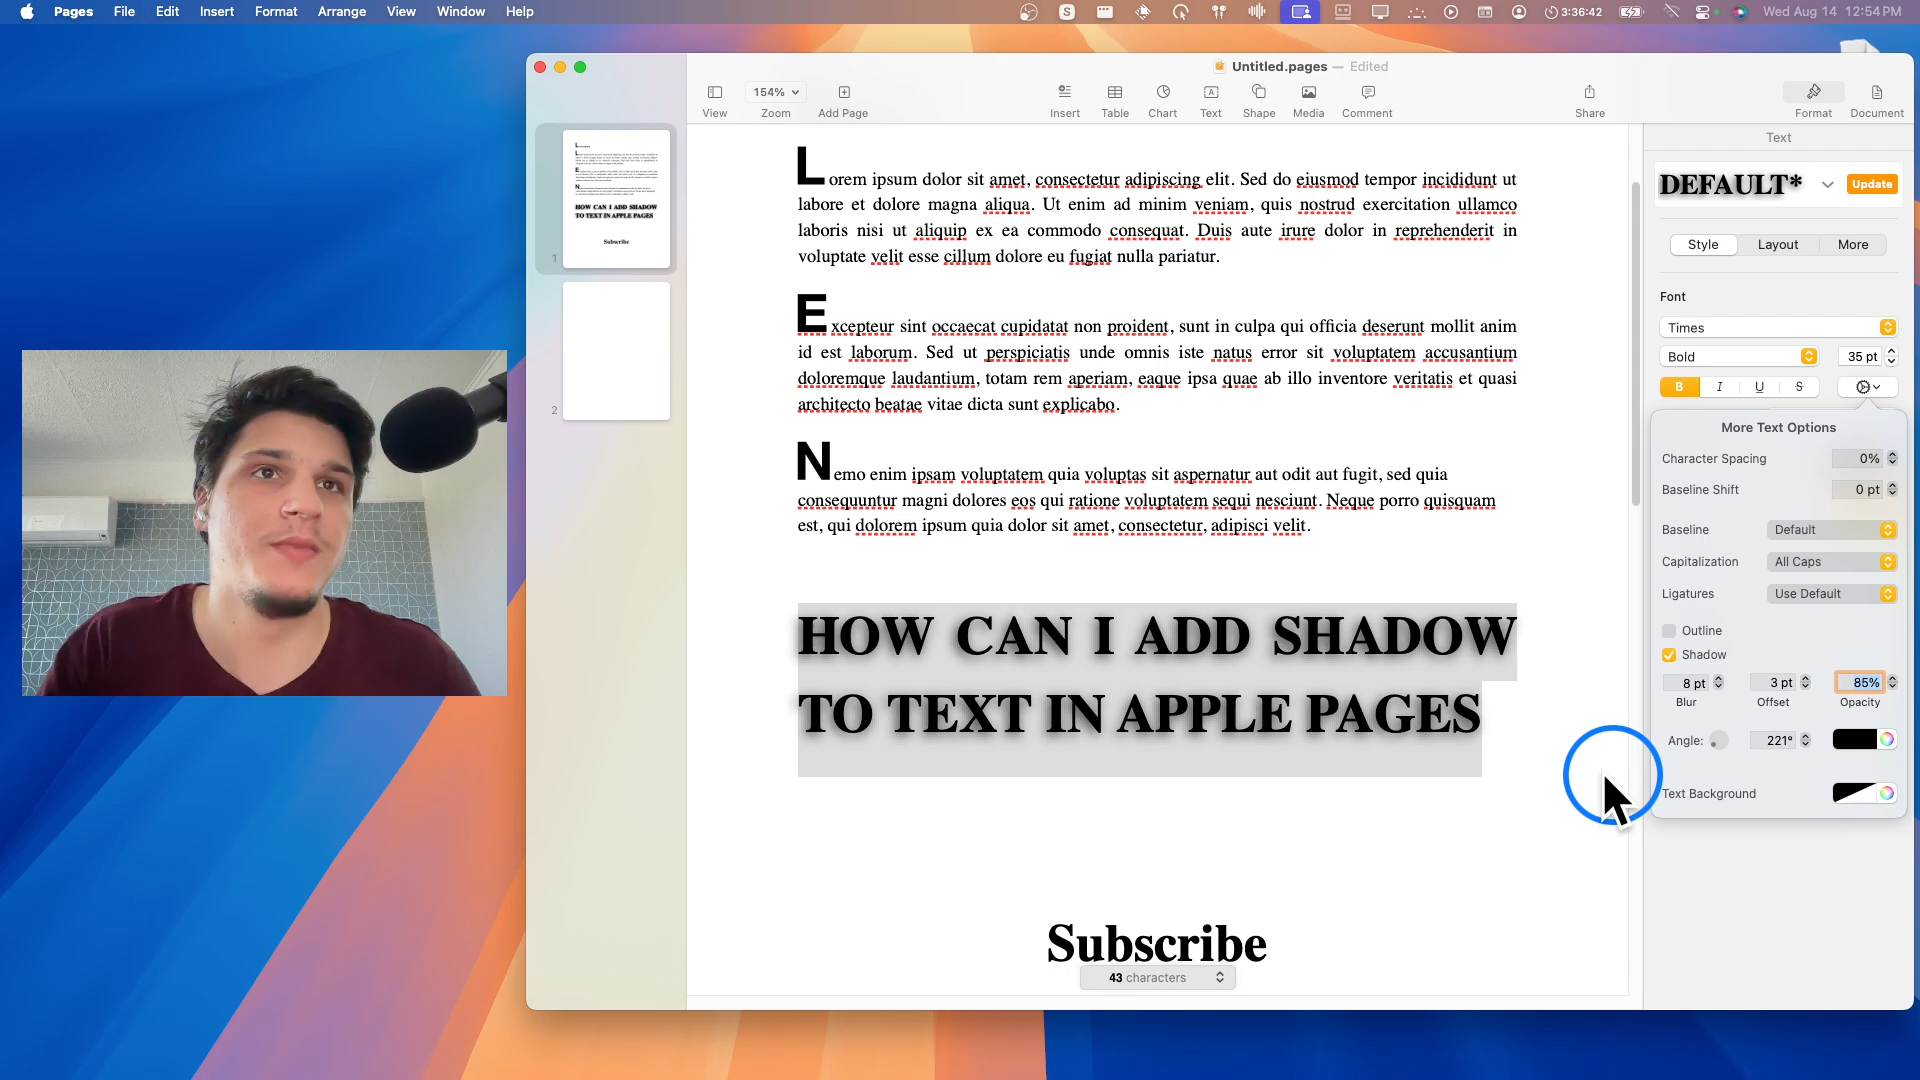 Pages File Edit Insert Format Arrange View Window Help
3:36:42 Wed Aug 14 12:54 PM
Untitled.pages — Edited
154%
View Zoom Add Page Insert Table Chart Text Shape Media Comment Share Format Document
1
2
Lorem ipsum dolor sit amet, consectetur adipiscing elit. Sed do eiusmod tempor incididunt ut
labore et dolore magna aliqua. Ut enim ad minim veniam, quis nostrud exercitation ullamco
laboris nisi ut aliquip ex ea commodo consequat. Duis aute irure dolor in reprehenderit in
voluptate velit esse cillum dolore eu fugiat nulla pariatur.
Excepteur sint occaecat cupidatat non proident, sunt in culpa qui officia deserunt mollit anim
id est laborum. Sed ut perspiciatis unde omnis iste natus error sit voluptatem accusantium
doloremque laudantium, totam rem aperiam, eaque ipsa quae ab illo inventore veritatis et quasi
architecto beatae vitae dicta sunt explicabo.
Nemo enim ipsam voluptatem quia voluptas sit aspernatur aut odit aut fugit, sed quia
consequuntur magni dolores eos qui ratione voluptatem sequi nesciunt. Neque porro quisquam
est, qui dolorem ipsum quia dolor sit amet, consectetur, adipisci velit.
HOW CAN I ADD SHADOW
TO TEXT IN APPLE PAGES
Subscribe
43 characters
HOW CAN I ADD SHADOW
TO TEXT IN APPLE PAGES
Subscribe
Text
DEFAULT* Update
Style Layout More
Font
Times
Bold 35 pt
B I U S
More Text Options
Character Spacing 0%
Baseline Shift 0 pt
Baseline Default
Capitalization All Caps
Ligatures Use Default
Outline
Shadow
8 pt 3 pt 85%
Blur Offset Opacity
Angle: 221°
Text Background